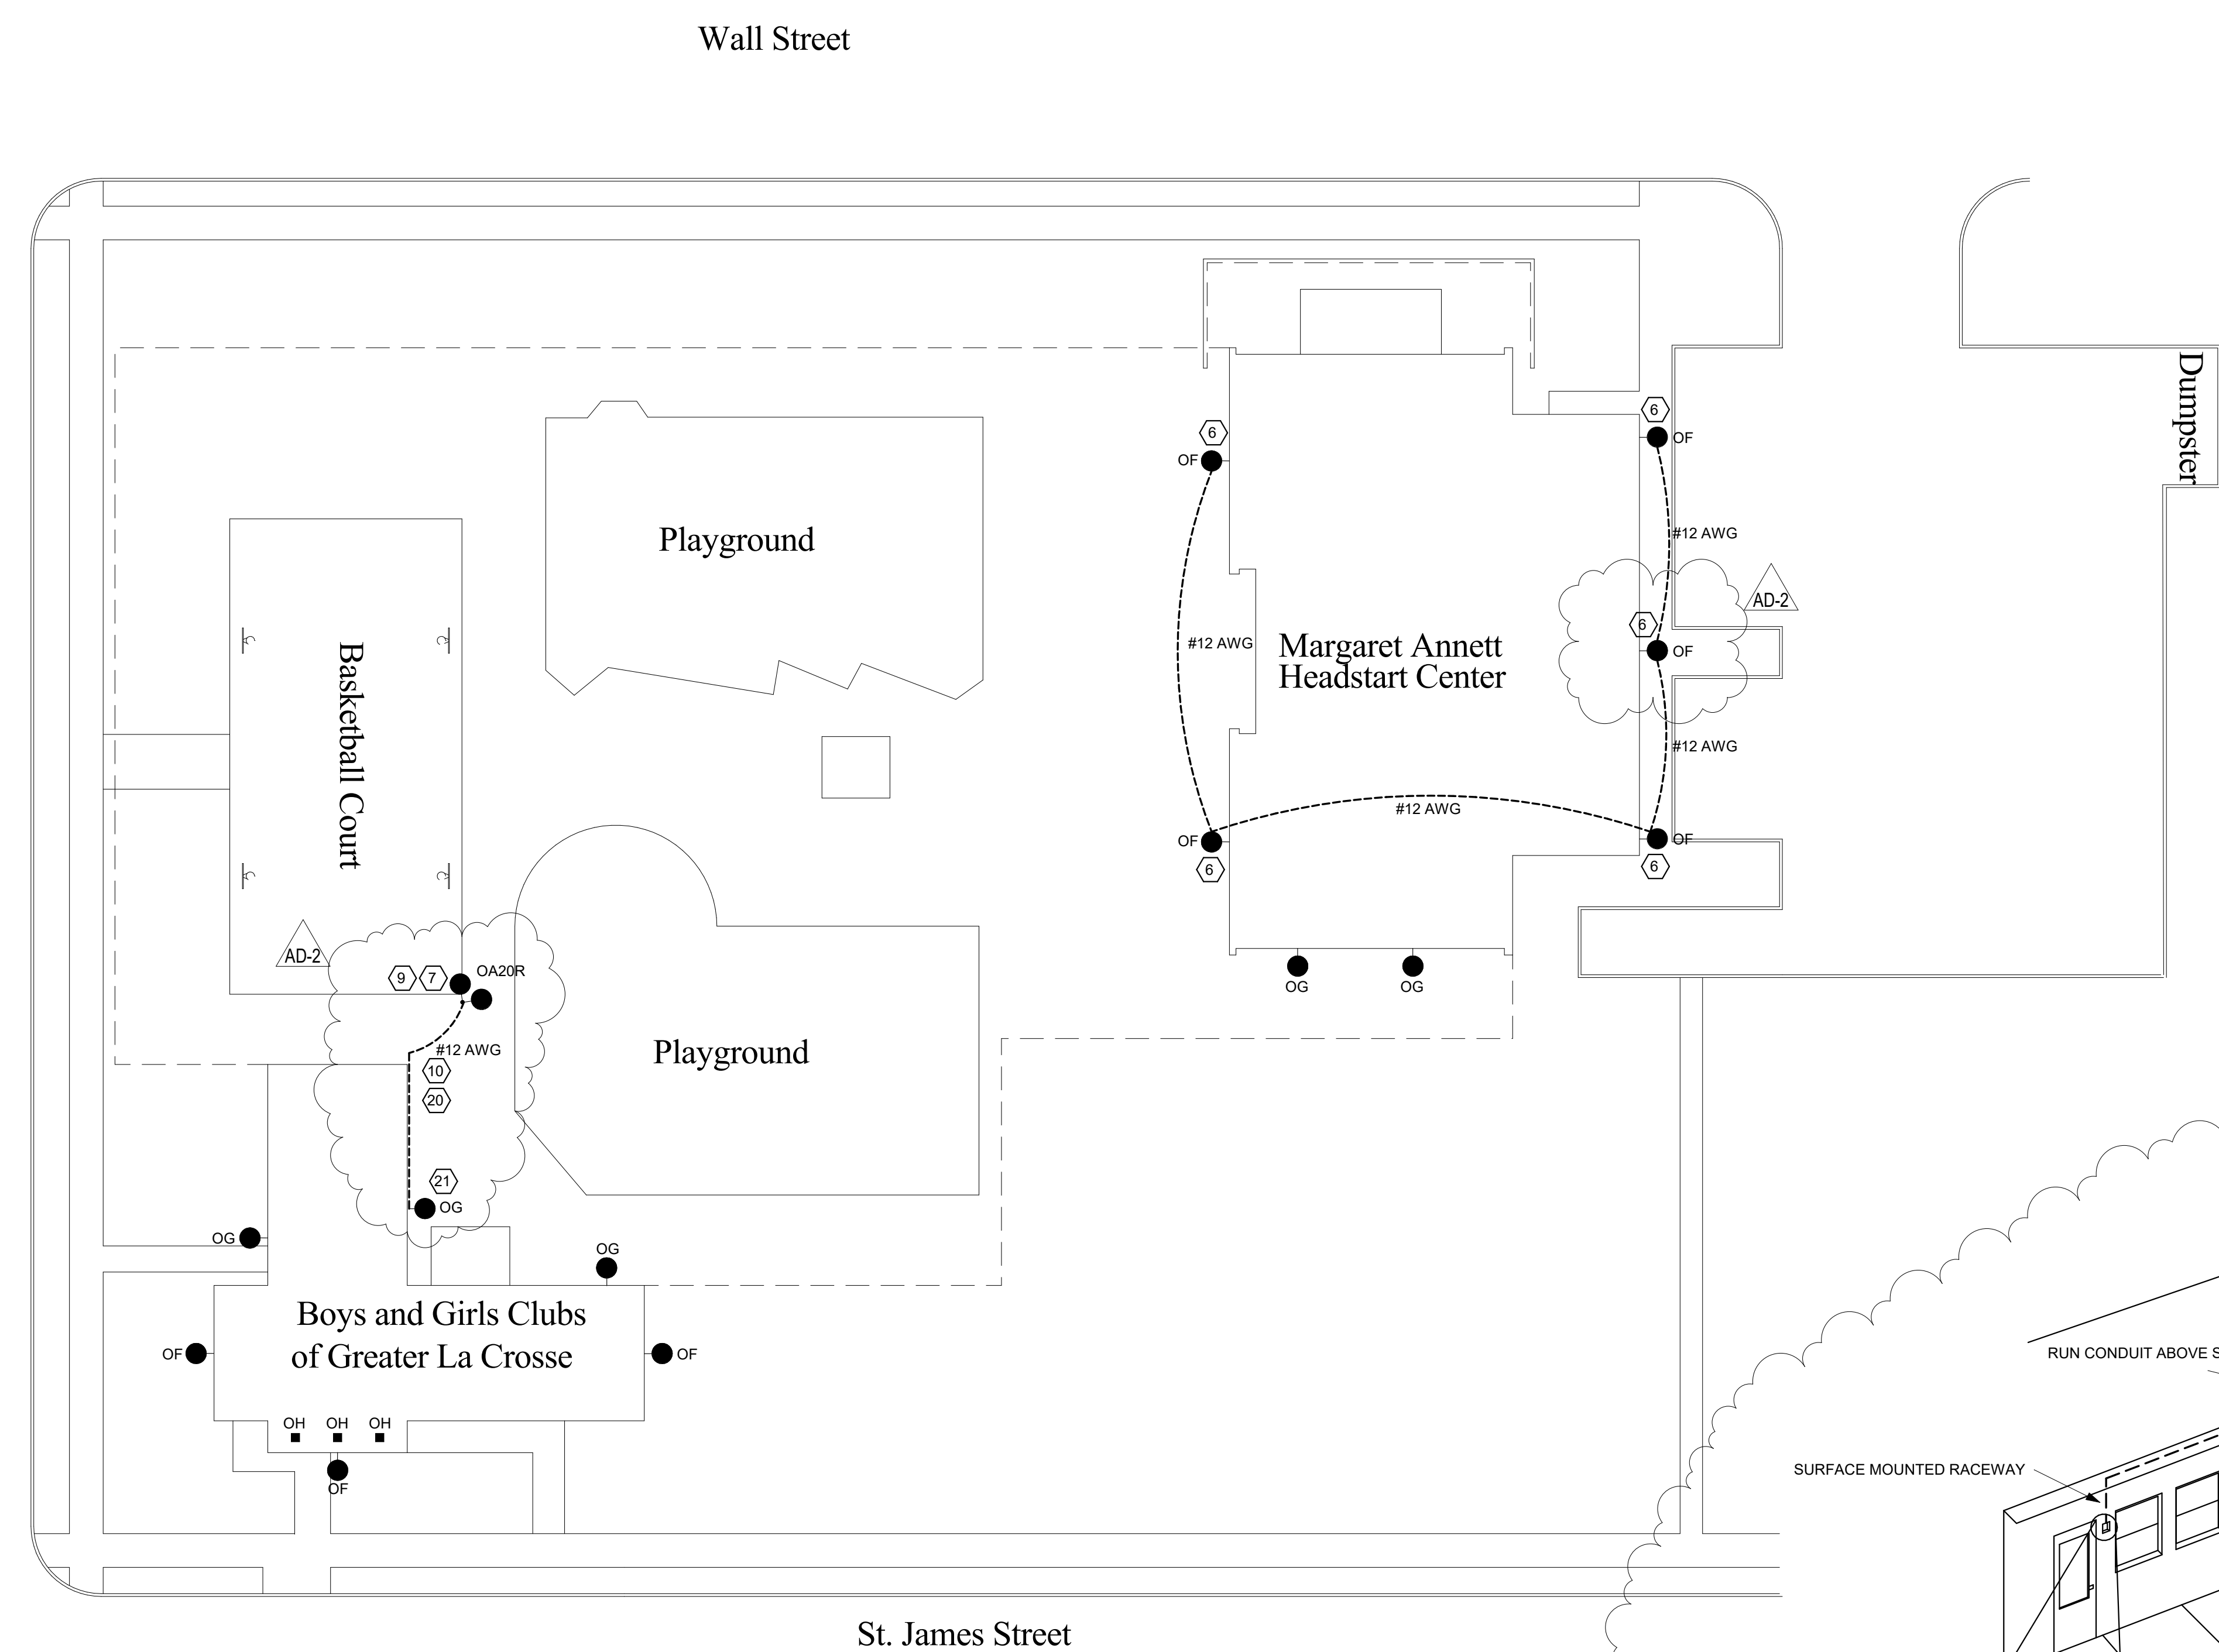 Wall Street
Dumpster
6
OF
6
OF
#12 AWG
Playground
AD-2
6
OF
#12 AWG
Margaret Annett
Headstart Center
Basketball Court
#12 AWG
#12 AWG
OF
6
OF
6
AD-2
9
7
OA20R
OG
OG
#12 AWG
10
20
Playground
21
OG
OG
OG
Boys and Girls Clubs
of Greater La Crosse
OF
OF
RUN CONDUIT ABOVE S
OH
OH
OH
OF
SURFACE MOUNTED RACEWAY
St. James Street